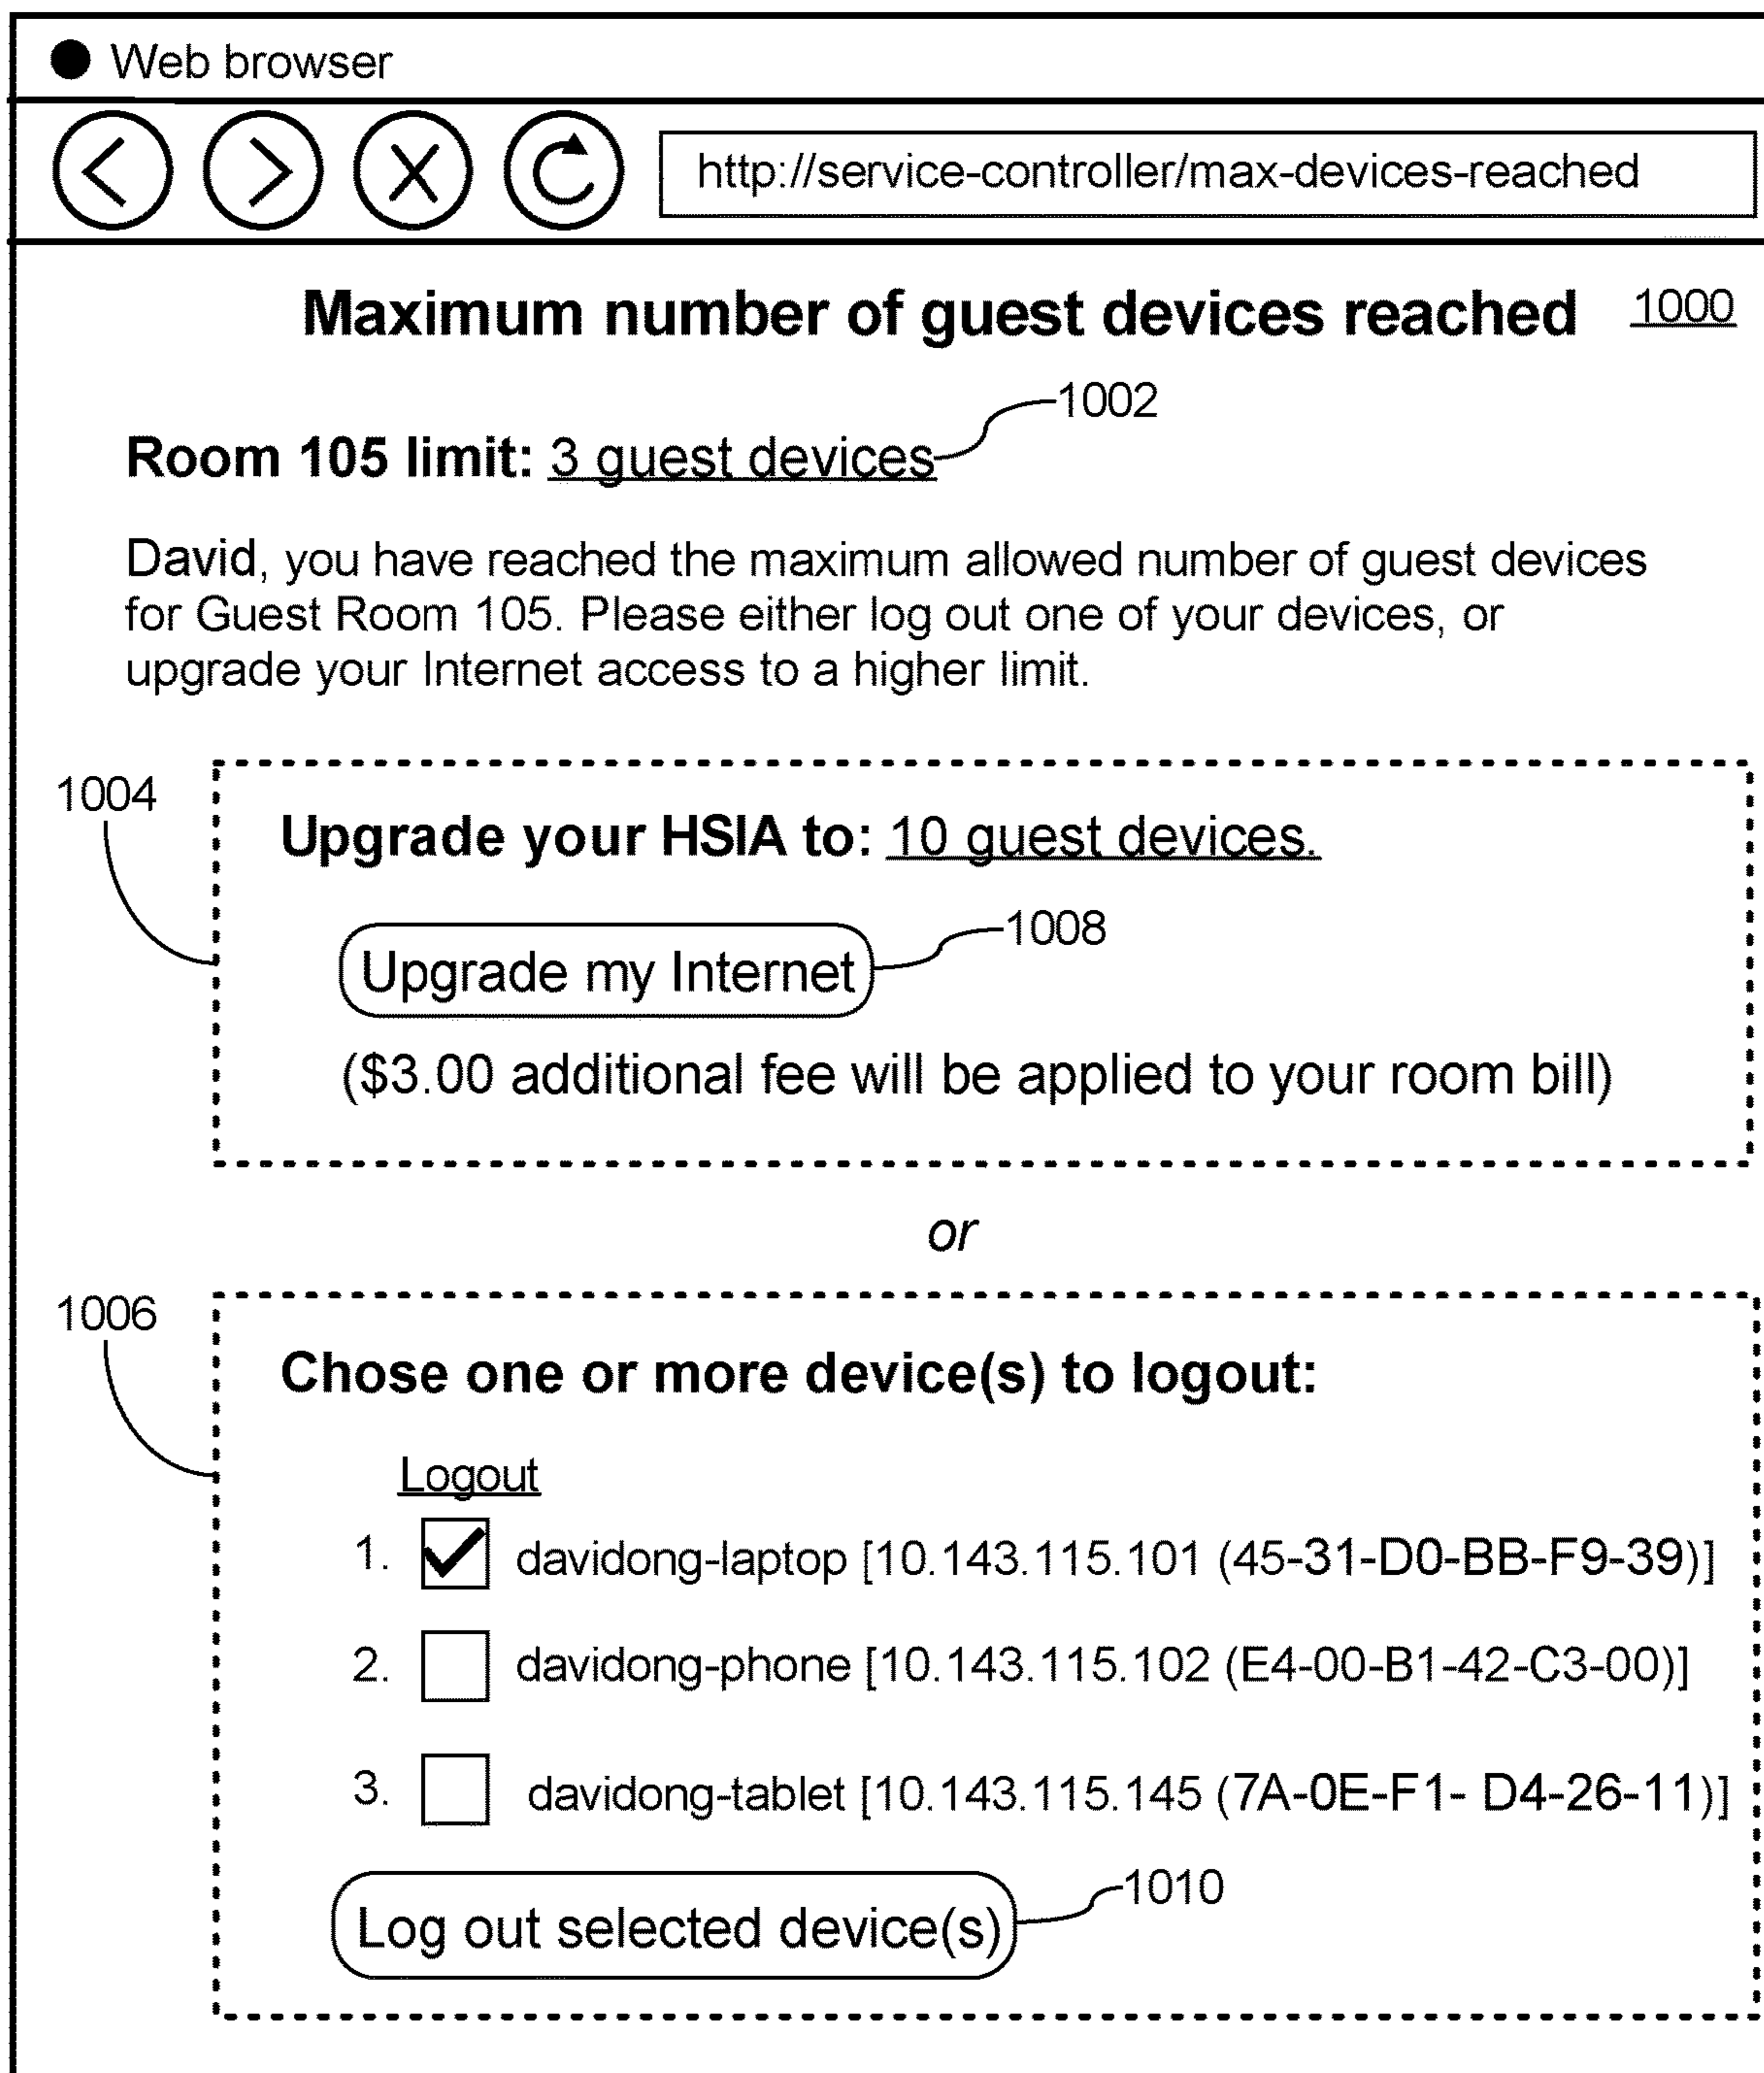 Web browser
http://service-controller/max-devices-reached
Maximum number of guest devices reached 1000
1002
Room 105 limit: 3 guest devices
David, you have reached the maximum allowed number of guest devices
for Guest Room 105. Please either log out one of your devices, or
upgrade your Internet access to a higher limit.
1004
Upgrade your HSIA to: 10 guest devices.
1008
Upgrade my Internet
($3.00 additional fee will be applied to your room bill)
or
1006
Chose one or more device(s) to logout:
Logout
1. davidong-laptop [10.143.115.101 (45-31-D0-BB-F9-39)]
2. davidong-phone [10.143.115.102 (E4-00-B1-42-C3-00)]
3. davidong-tablet [10.143.115.145 (7A-0E-F1- D4-26-11)]
1010
Log out selected device(s)